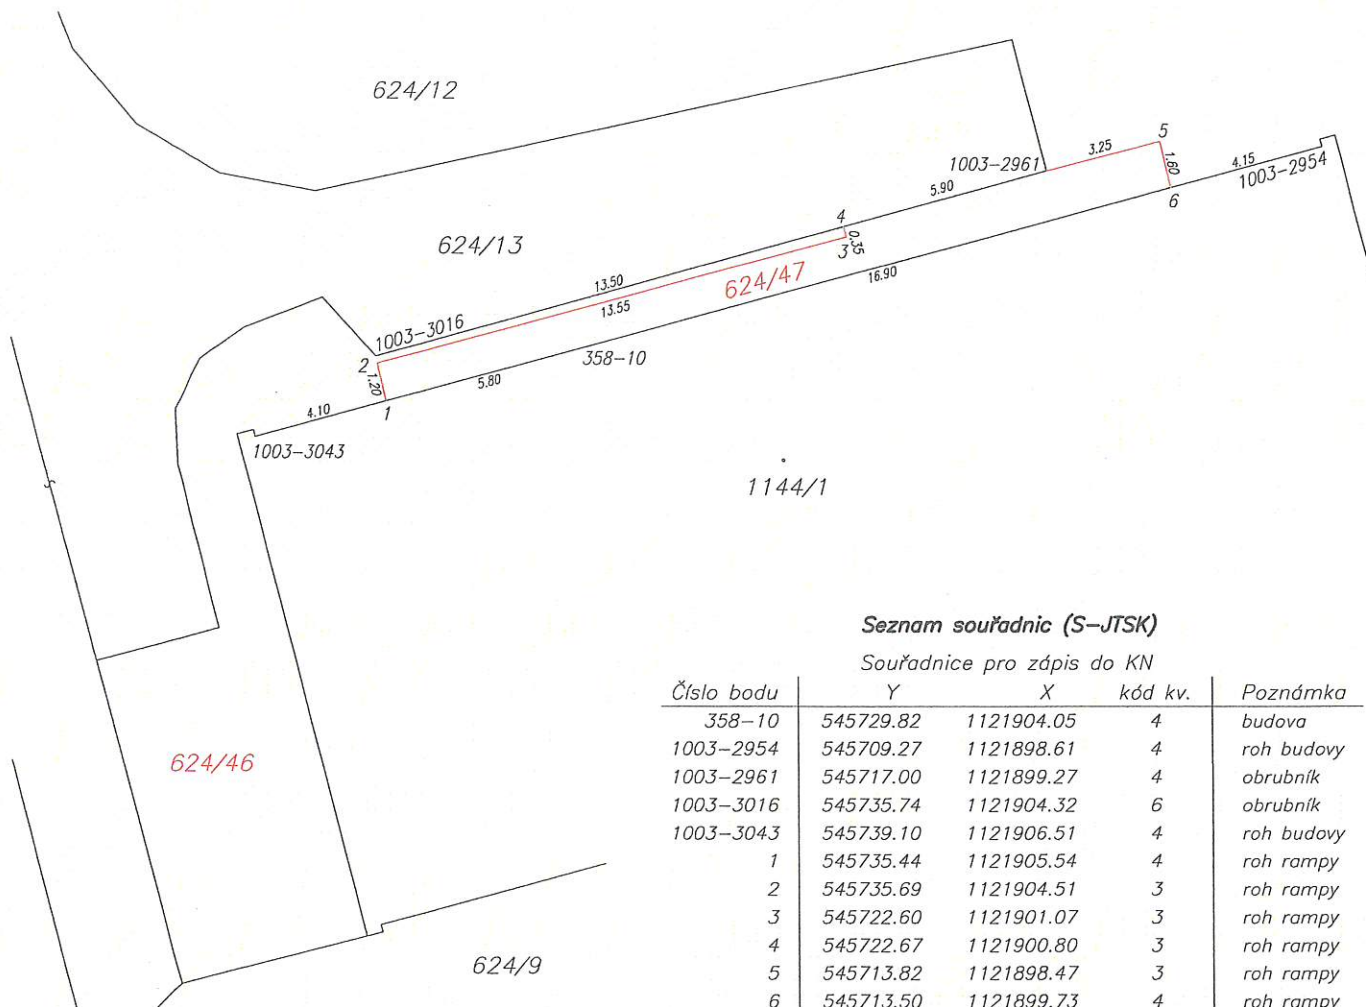 624/12
5
3.25
1003-2961
1.60
4.15
1003-2954
5.90
6
4
0.35
3
624/13
624/47
13.50
16.90
13.55
1003-3016
2
358-10
1.20
5.80
4.10
1
1003-3043
1144/1
624/46
624/9
Seznam souřadnic (S-JTSK)
Souřadnice pro zápis do KN
Číslo bodu Y X kód kv. Poznámka
358-10 545729.82 1121904.05 4 budova
1003-2954 545709.27 1121898.61 4 roh budovy
1003-2961 545717.00 1121899.27 4 obrubník
1003-3016 545735.74 1121904.32 6 obrubník
1003-3043 545739.10 1121906.51 4 roh budovy
1 545735.44 1121905.54 4 roh rampy
2 545735.69 1121904.51 3 roh rampy
3 545722.60 1121901.07 3 roh rampy
4 545722.67 1121900.80 3 roh rampy
5 545713.82 1121898.47 3 roh rampy
6 545713.50 1121899.73 4 roh rampy